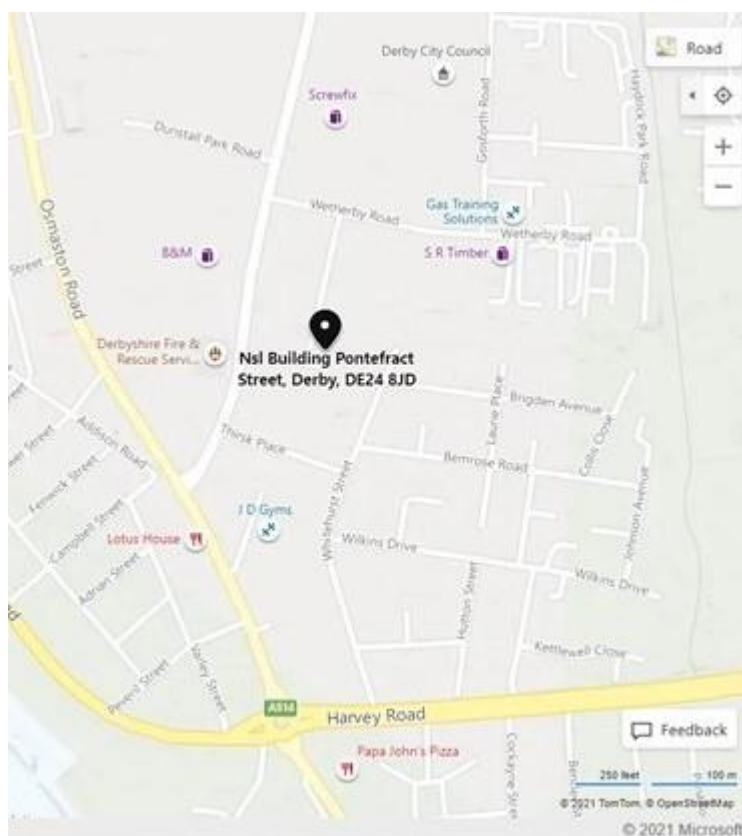 Derby City Council
Road
Screwfix
Haydock Park Road
Gosforth Road
Dunstall Park Road
Wetherby Road
Gas Training
Solutions
Wetherby Road
S R Timber
Osmaston Road
B&M
Street
Derbyshire Fire &
Rescue Servi...
Nsl Building Pontefract
Street, Derby, DE24 8JD
Brigden Avenue
Laurie Place
Collis Close
Addison Road
Thirsk Place
Bemrose Road
Whitehurst Street
Fenwick Street
Johnson Avenue
Campbell Street
J D Gyms
Lotus House
Wilkins Drive
Adrian Street
Wilkins Drive
Hutton Street
Varley Street
Kettlewell Close
Peveril Street
A514
Harvey Road
Feedback
Papa John's Pizza
250 feet
100 m
© 2021 TomTom, © OpenStreetMap
© 2021 Microsoft